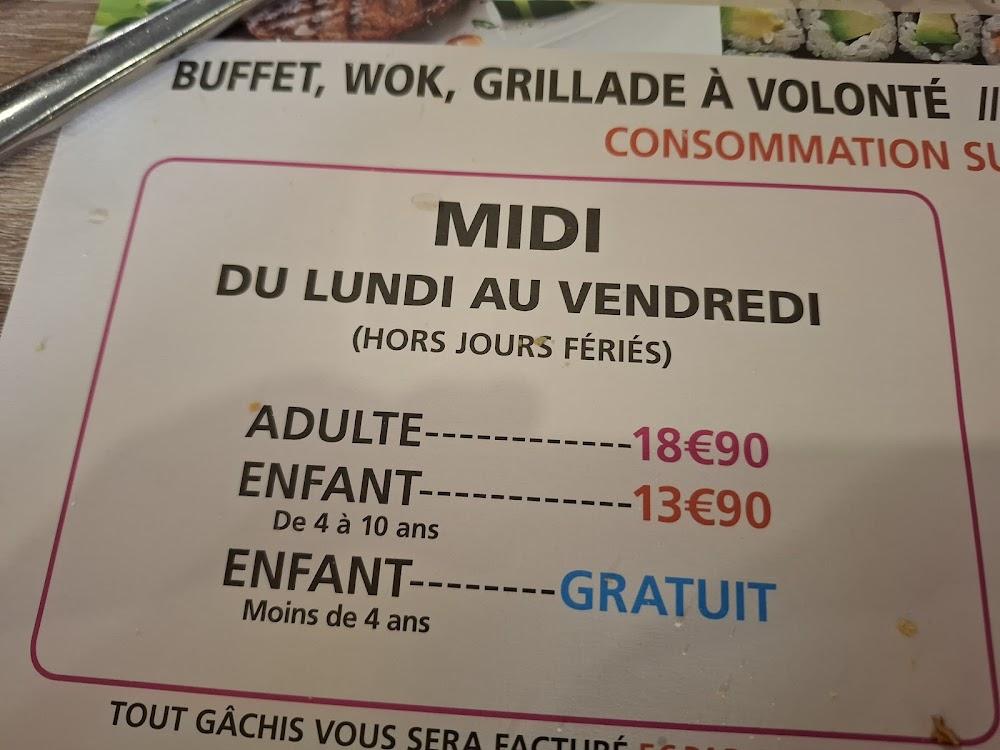 BUFFET, WOK, GRILLADE À VOLONTÉ //
CONSOMMATION
MIDI
DU LUNDI AU VENDREDI
(HORS JOURS FÉRIÉS)
ADULTE------------18€90
ENFANT------------13€90
De 4 à 10 ans
ENFANT--------GRATUIT
Moins de 4 ans
TOUT GÂCHIS VOUS SERA FACTURÉ